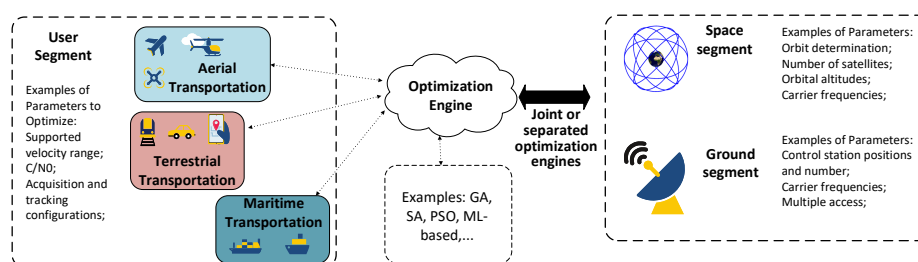 User
Segment
Examples of
Parameters to
Optimize:
Supported
velocity range;
C/N0;
Acquisition and
tracking
configurations;
Aerial
Transportation
Terrestrial
Transportation
Maritime
Transportation
Optimization
Engine
Examples: GA,
SA, PSO, ML-
based,...
Joint or
separated
optimization
engines
Space
segment
Examples of Parameters:
Orbit determination;
Number of satellites;
Orbital altitudes;
Carrier frequencies;
Ground
segment
Examples of Parameters:
Control station positions
and number;
Carrier frequencies;
Multiple access;